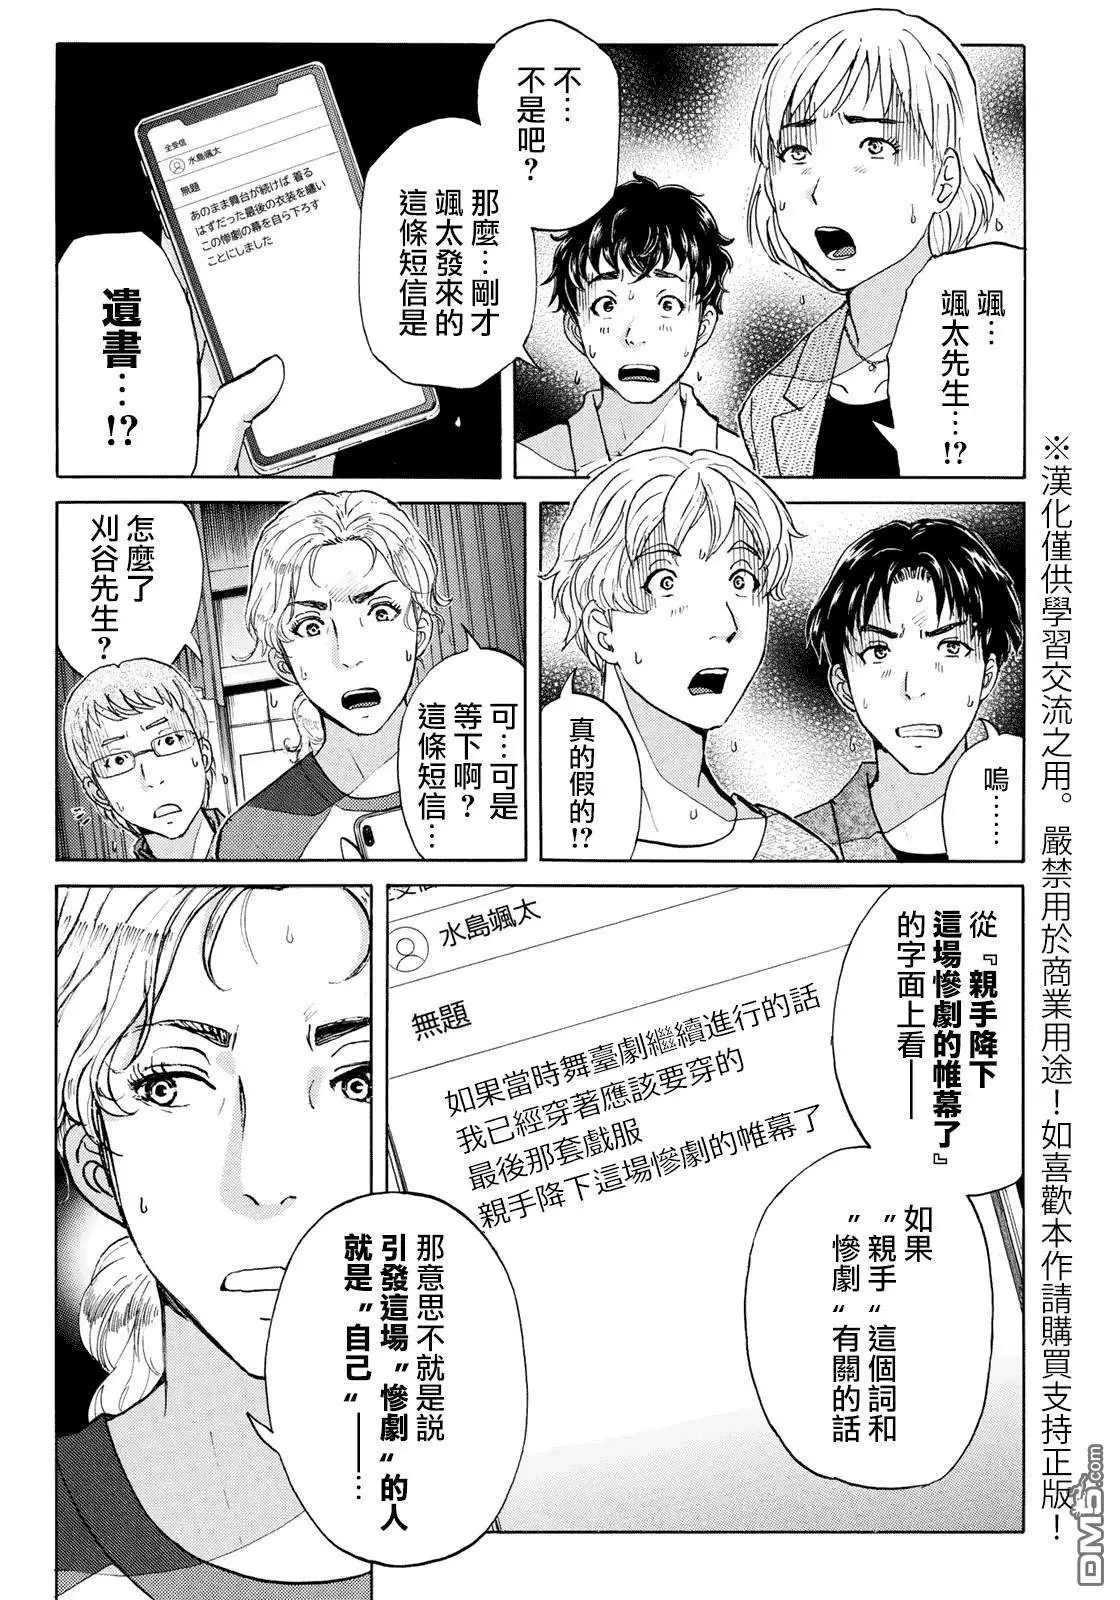 颯…
颯太先生…!?
不…
不是吧?
那麼…剛才
颯太發來的
這條短信是
全受信
水島颯太
無題
あのまま舞台が続けば 着る
はずだった最後の衣装を纏い
この惨劇の幕を自ら下ろす
ことにしました
遺書…!?
嗚……
真的假的!?
可…可是
等下啊?
這條短信…
怎麼了
刈谷先生?
從『親手降下
這場慘劇的帷幕了』
的字面上看——
水島颯太
無題
如果當時舞臺劇繼續進行的話
我已經穿著應該要穿的
最後那套戲服
親手降下這場慘劇的帷幕了
如果
“親手“這個詞和
“慘劇“有關的話
那意思不就是說
引發這場“慘劇“的人
就是“自己“——…
※漢化僅供學習交流之用。嚴禁用於商業用途！如喜歡本作請購買支持正版！
DM5.com